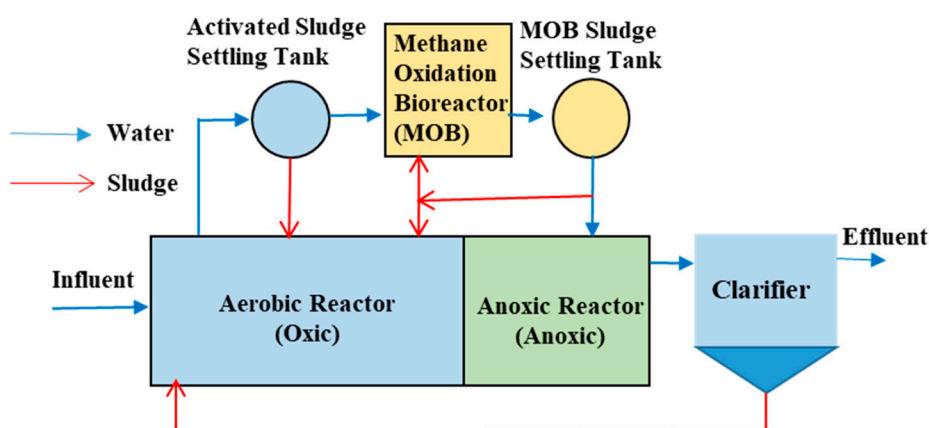 Activated Sludge
Settling Tank
Methane
Oxidation
Bioreactor
(MOB)
MOB Sludge
Settling Tank
Water
Sludge
Influent
Aerobic Reactor
(Oxic)
Anoxic Reactor
(Anoxic)
Clarifier
Effluent